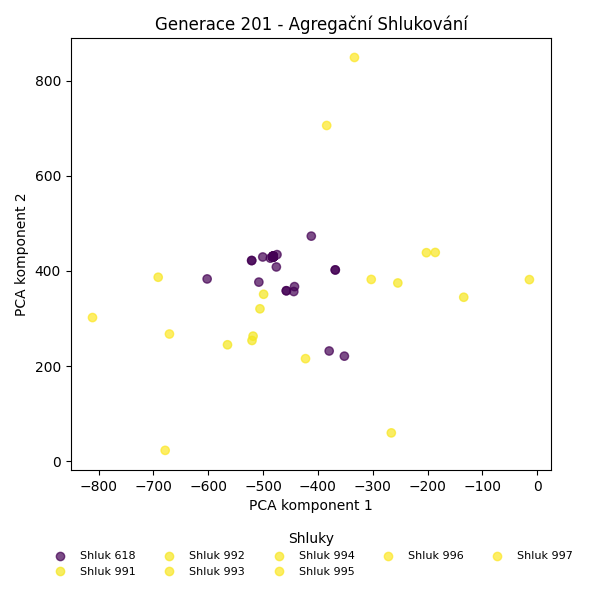 Generace 201 - Agregační Shlukování
PCA komponent 2
800
600
400
200
0
−800 −700 −600 −500 −400 −300 −200 −100 0
PCA komponent 1
Shluky
Shluk 618 Shluk 992 Shluk 994 Shluk 996 Shluk 997
Shluk 991 Shluk 993 Shluk 995